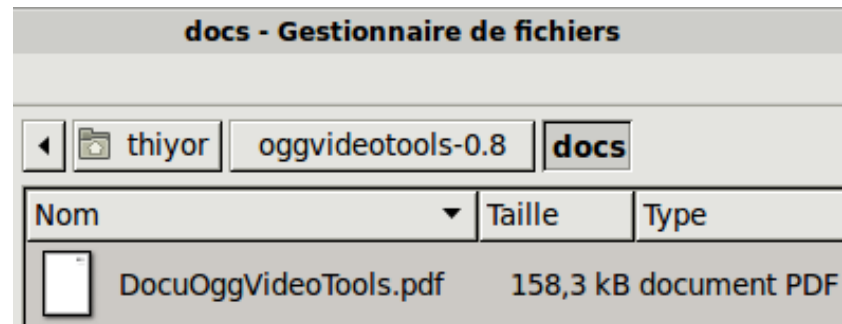 docs - Gestionnaire de fichiers
thiyor oggvideotools-0.8 docs
Nom Taille Type
DocuOggVideoTools.pdf 158,3 kB document PDF